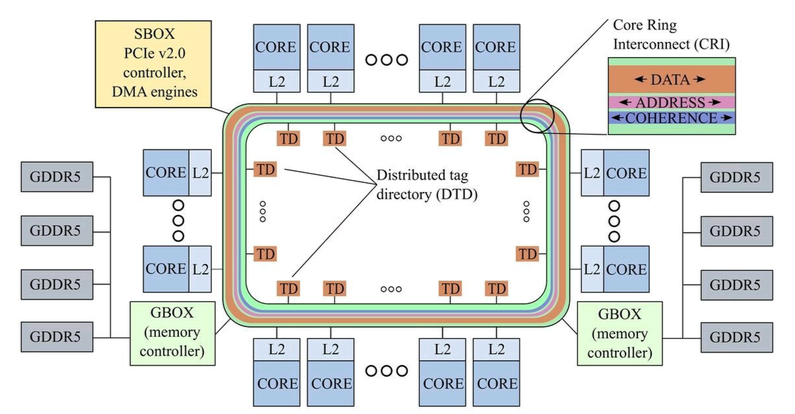 SBOX
PCIe v2.0
controller,
DMA engines
CORE
L2
CORE
L2
CORE
L2
CORE
L2
Core Ring
Interconnect (CRI)
DATA
ADDRESS
COHERENCE
TD
TD
TD
TD
GDDR5
GDDR5
GDDR5
GDDR5
CORE L2
CORE L2
TD
TD
Distributed tag
directory (DTD)
TD
TD
L2 CORE
L2 CORE
GDDR5
GDDR5
GDDR5
GDDR5
TD
TD
TD
TD
GBOX
(memory
controller)
GBOX
(memory
controller)
L2
CORE
L2
CORE
L2
CORE
L2
CORE